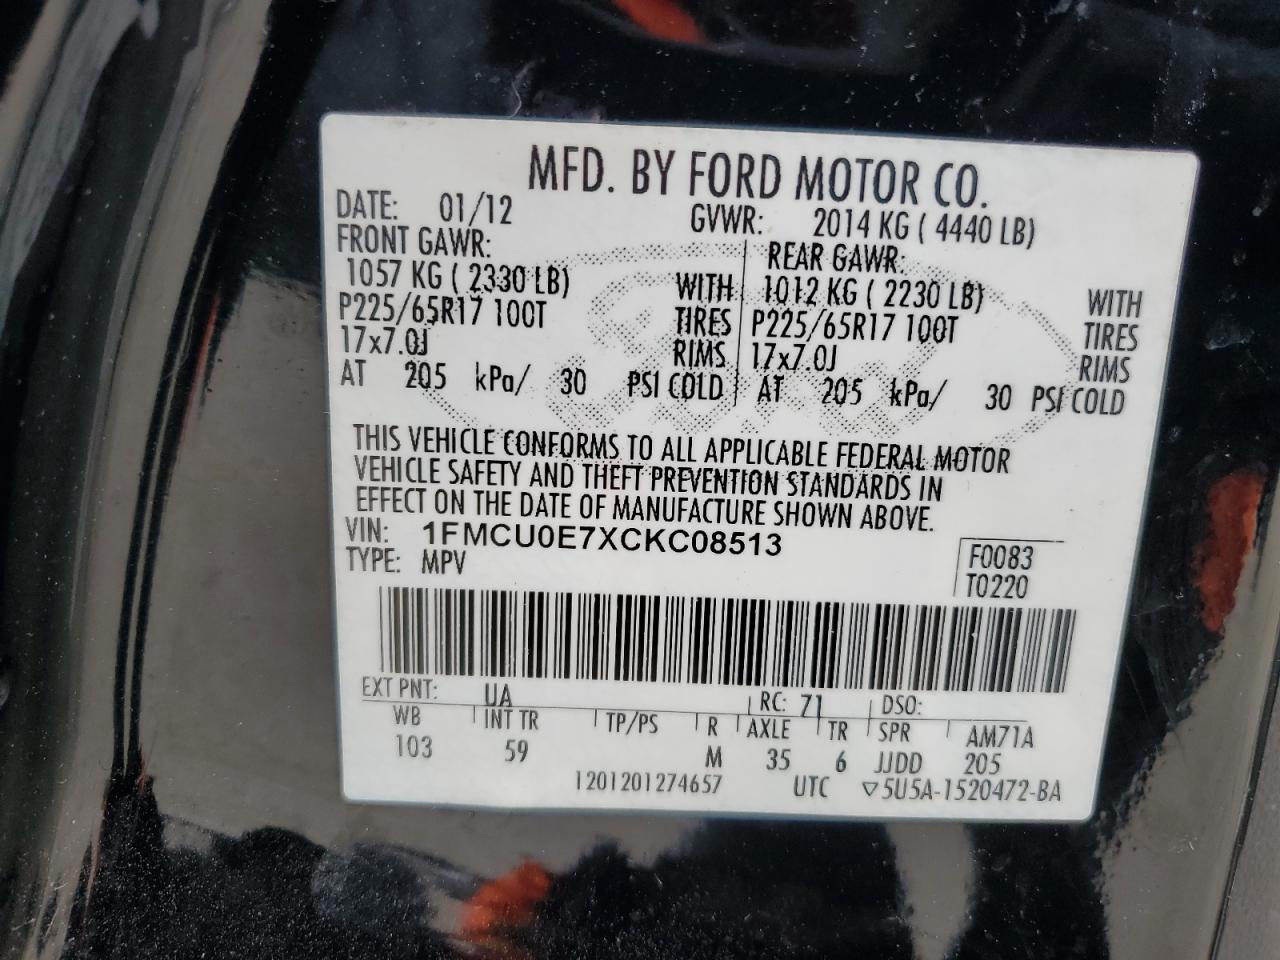 MFD. BY FORD MOTOR CO.
DATE: 01/12 GVWR: 2014 KG ( 4440 LB)
FRONT GAWR: REAR GAWR:
1057 KG ( 2330 LB) WITH 1012 KG ( 2230 LB) WITH
P225/65R17 100T TIRES P225/65R17 100T TIRES
17x7.0J RIMS 17x7.0J RIMS
AT 205 kPa/ 30 PSI COLD AT 205 kPa/ 30 PSI COLD
THIS VEHICLE CONFORMS TO ALL APPLICABLE FEDERAL MOTOR
VEHICLE SAFETY AND THEFT PREVENTION STANDARDS IN
EFFECT ON THE DATE OF MANUFACTURE SHOWN ABOVE.
VIN: 1FMCU0E7XCKC08513
TYPE: MPV
F0083
T0220
EXT PNT: UA RC: 71 DSO:
WB INT TR TP/PS R AXLE TR SPR AM71A
103 59 M 35 6 JJDD 205
1201201274657 UTC ▽5U5A-1520472-BA